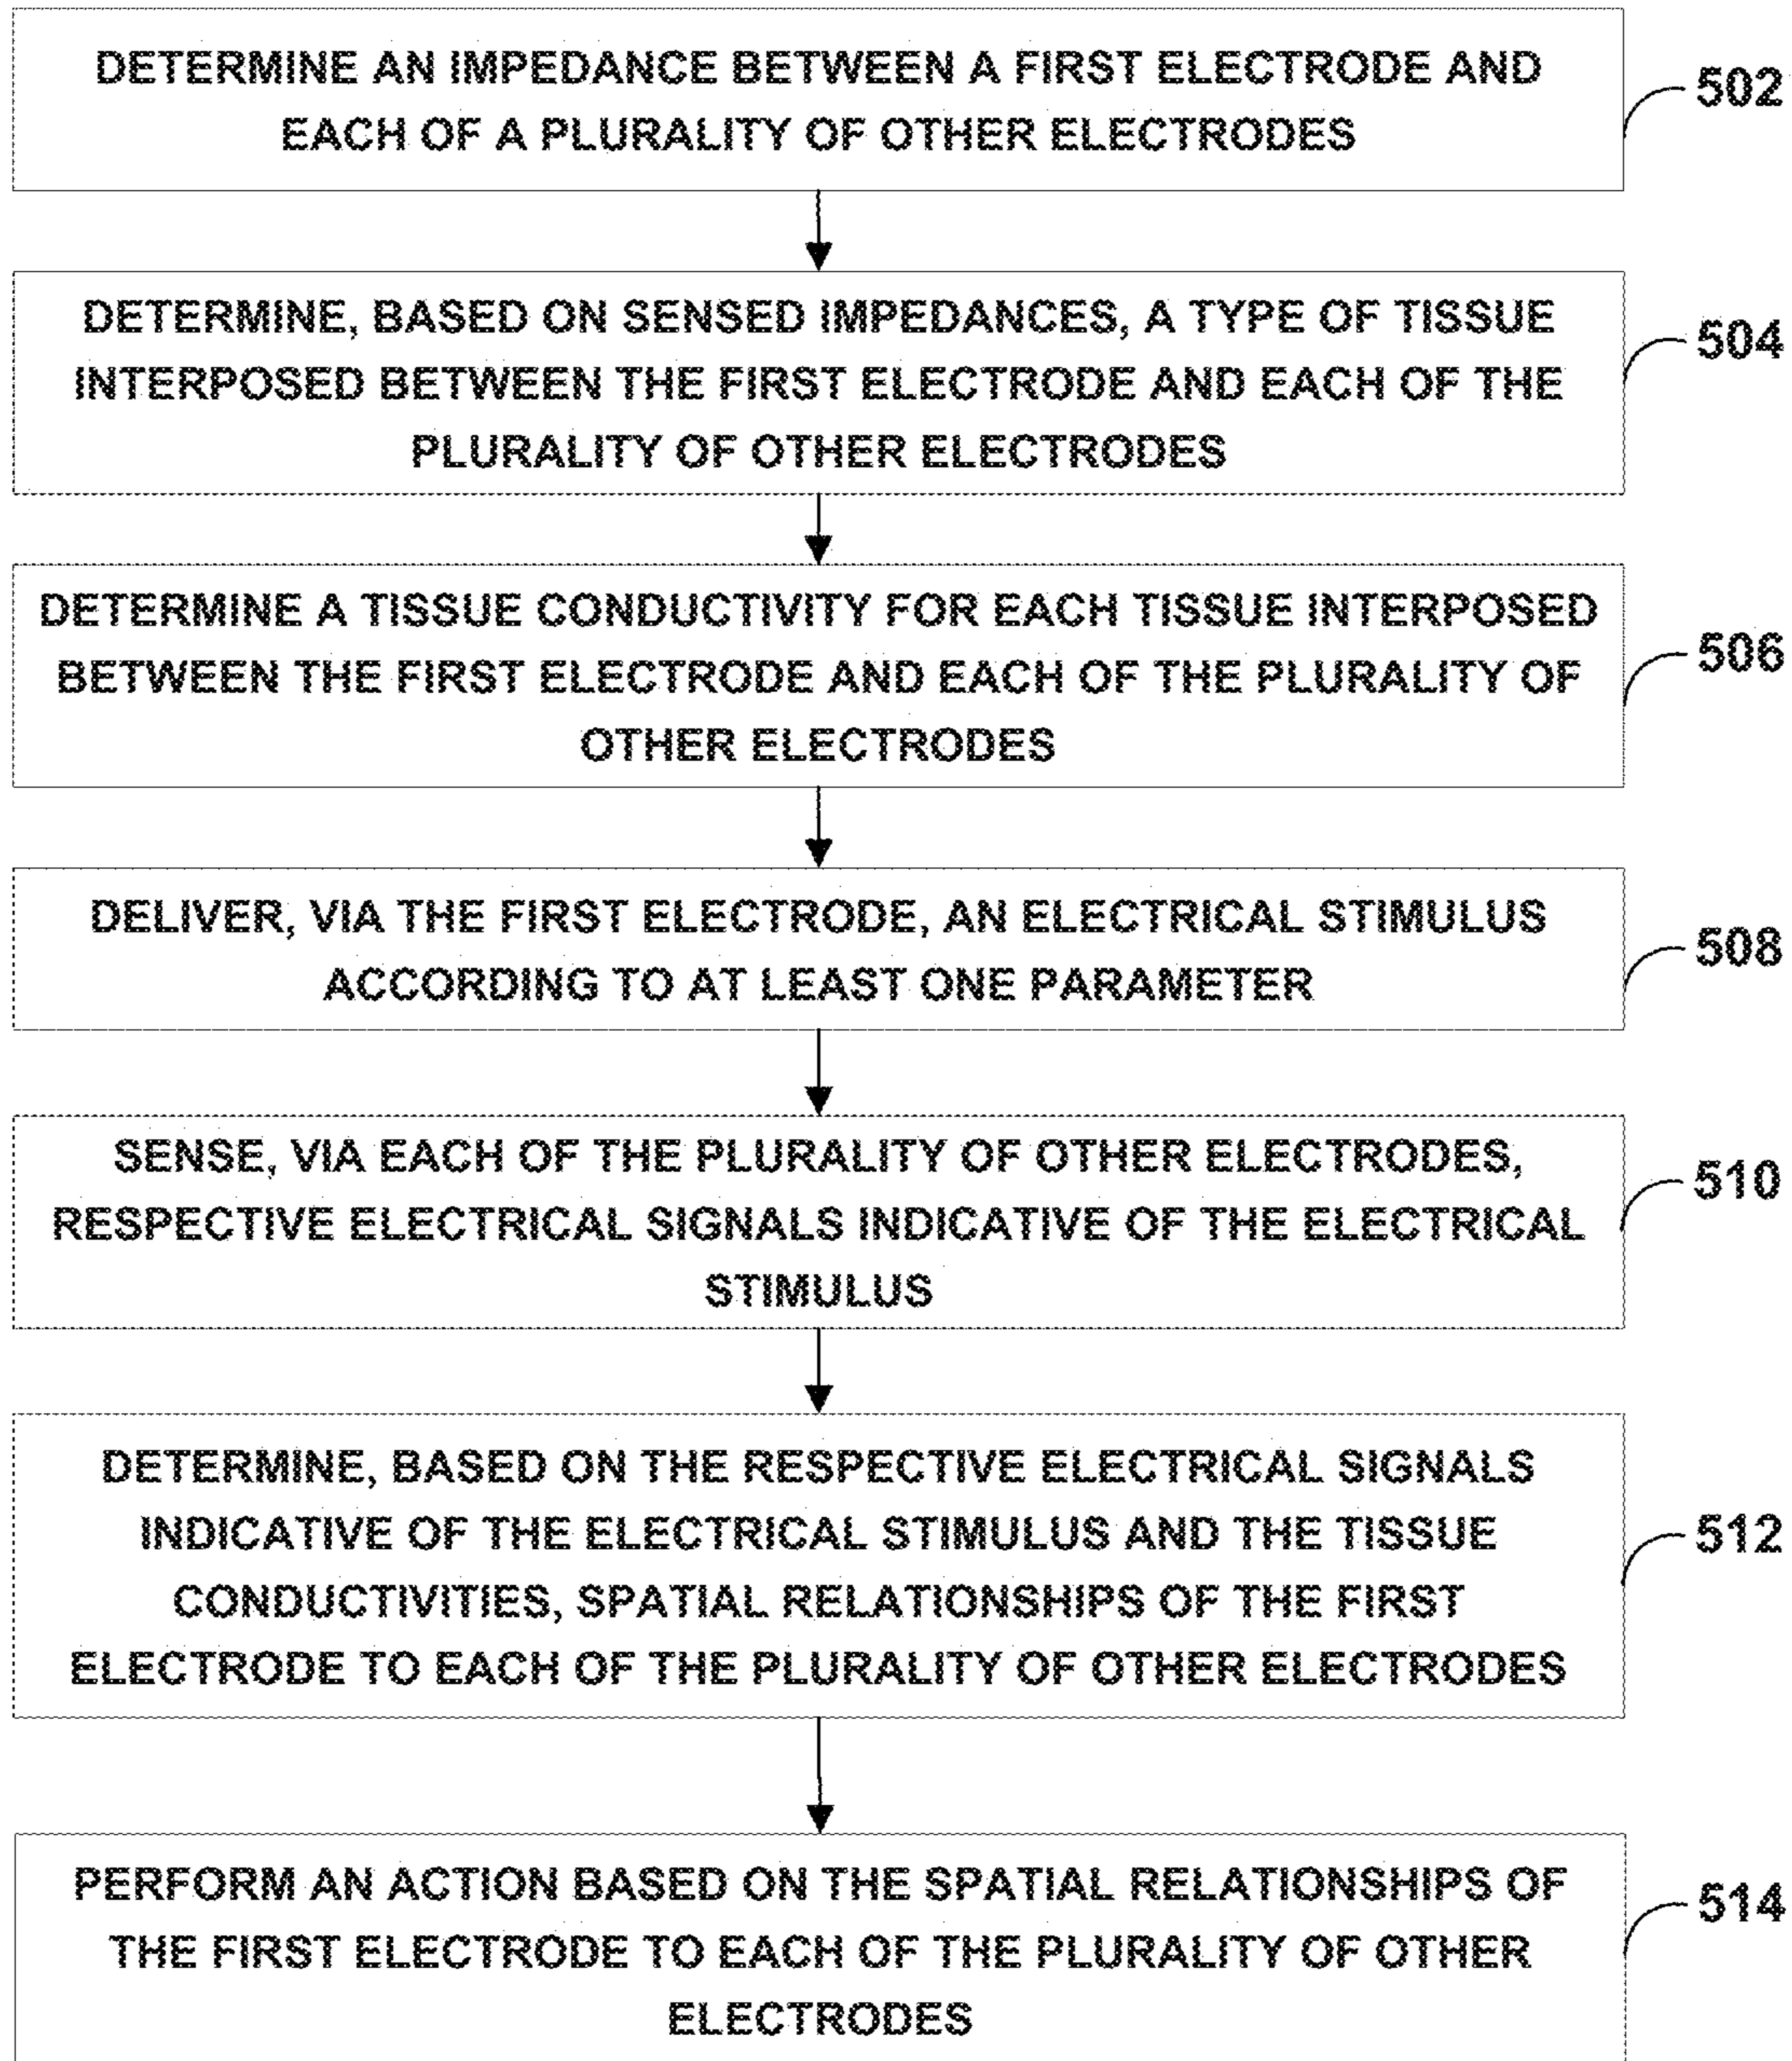 DETERMINE AN IMPEDANCE BETWEEN A FIRST ELECTRODE AND
EACH OF A PLURALITY OF OTHER ELECTRODES
502
DETERMINE, BASED ON SENSED IMPEDANCES, A TYPE OF TISSUE
INTERPOSED BETWEEN THE FIRST ELECTRODE AND EACH OF THE
PLURALITY OF OTHER ELECTRODES
504
DETERMINE A TISSUE CONDUCTIVITY FOR EACH TISSUE INTERPOSED
BETWEEN THE FIRST ELECTRODE AND EACH OF THE PLURALITY OF
OTHER ELECTRODES
506
DELIVER, VIA THE FIRST ELECTRODE, AN ELECTRICAL STIMULUS
ACCORDING TO AT LEAST ONE PARAMETER
508
SENSE, VIA EACH OF THE PLURALITY OF OTHER ELECTRODES,
RESPECTIVE ELECTRICAL SIGNALS INDICATIVE OF THE ELECTRICAL
STIMULUS
510
DETERMINE, BASED ON THE RESPECTIVE ELECTRICAL SIGNALS
INDICATIVE OF THE ELECTRICAL STIMULUS AND THE TISSUE
CONDUCTIVITIES, SPATIAL RELATIONSHIPS OF THE FIRST
ELECTRODE TO EACH OF THE PLURALITY OF OTHER ELECTRODES
512
PERFORM AN ACTION BASED ON THE SPATIAL RELATIONSHIPS OF
THE FIRST ELECTRODE TO EACH OF THE PLURALITY OF OTHER
ELECTRODES
514